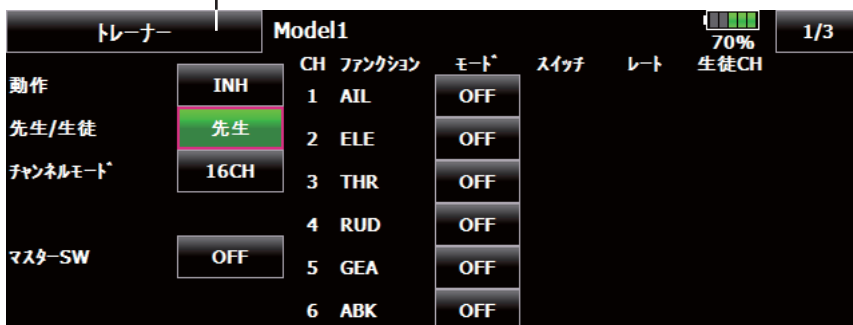 トレーナー Model1 70% 1/3
CH ファンクション モード スイッチ レート 生徒CH
動作 INH 1 AIL OFF
先生/生徒 先生 2 ELE OFF
チャンネルモード 16CH 3 THR OFF
4 RUD OFF
マスターSW OFF 5 GEA OFF
6 ABK OFF